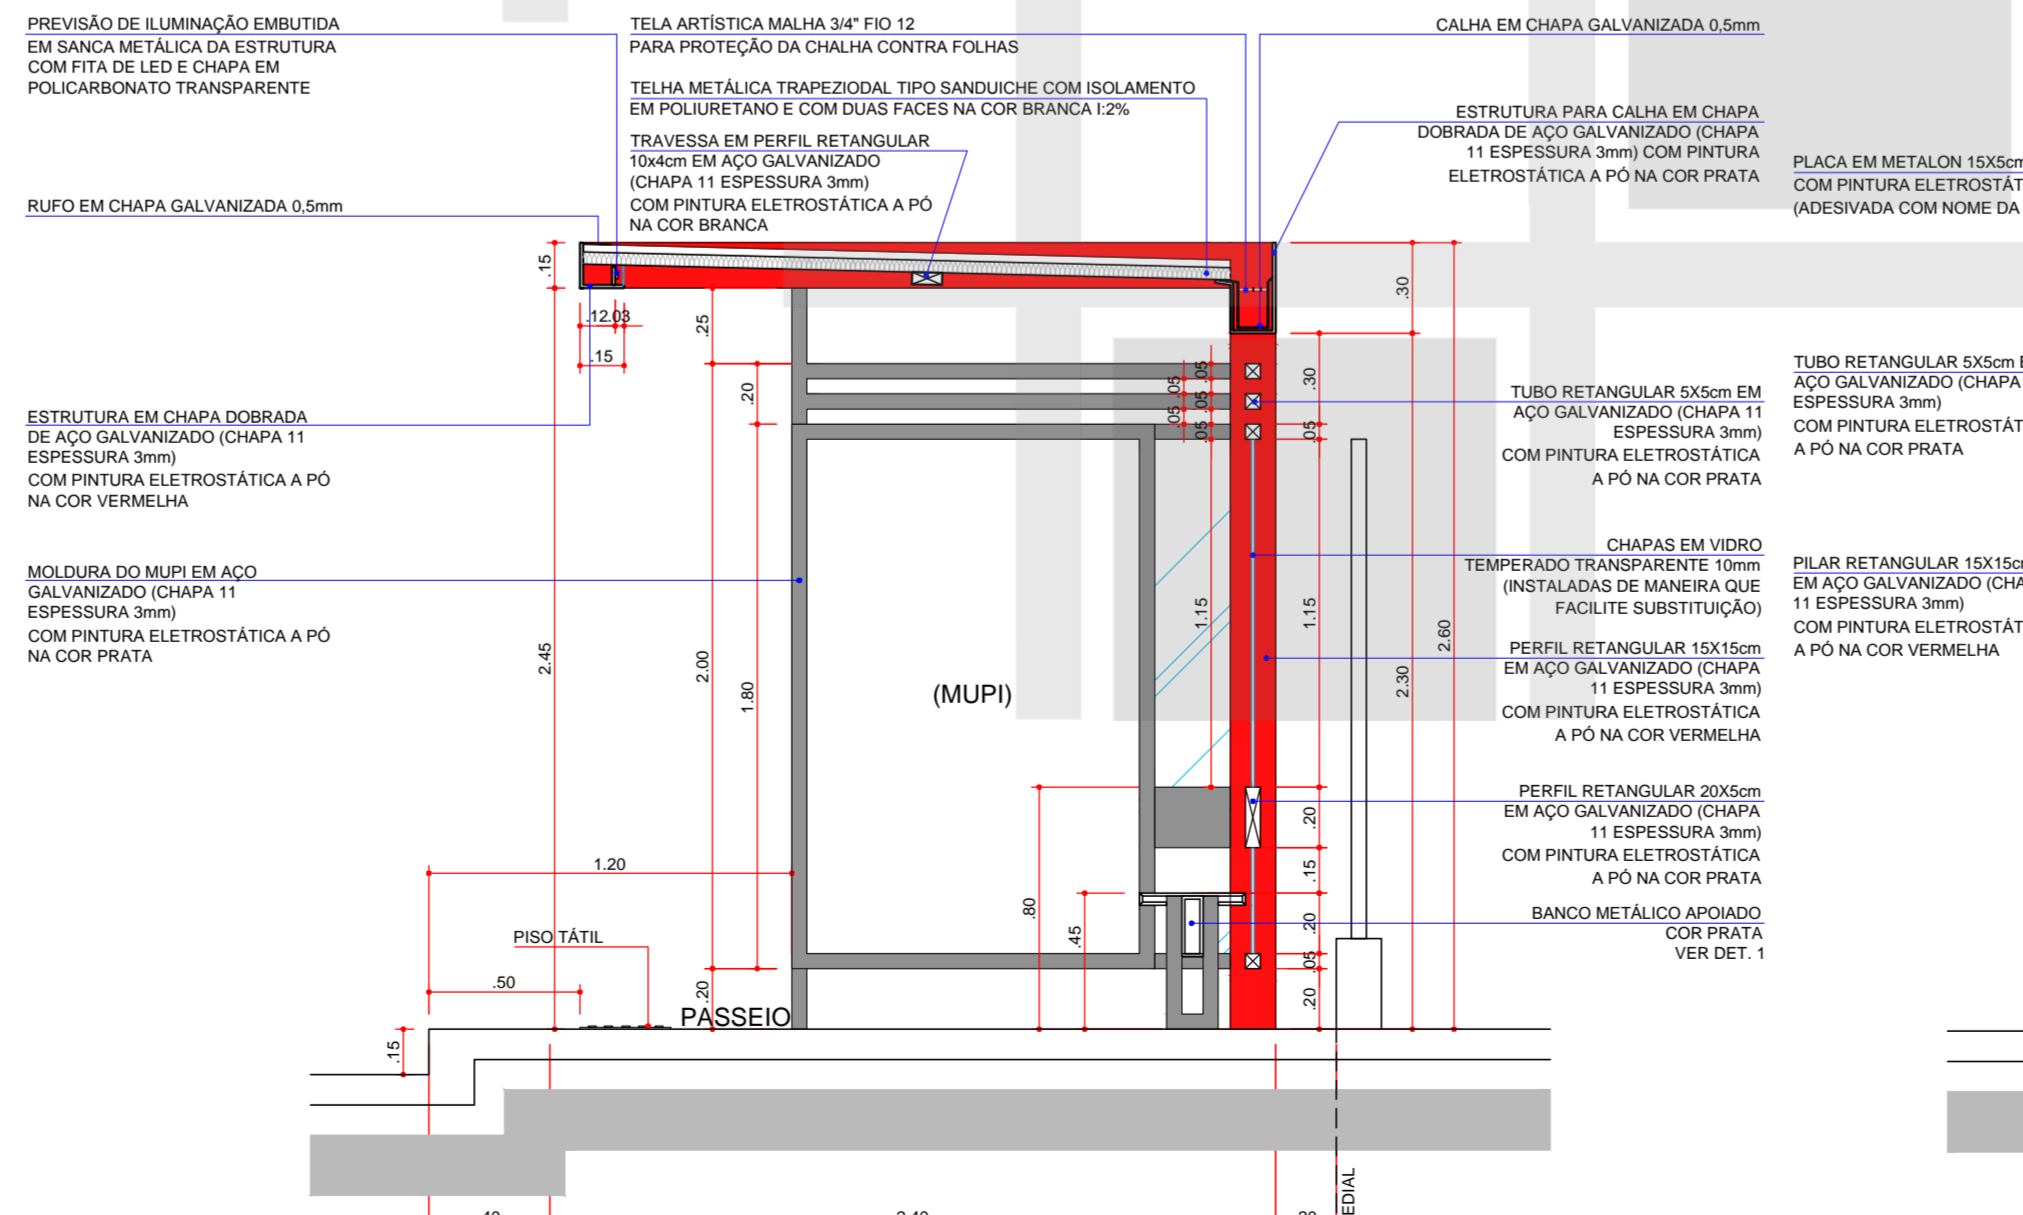 PREVISÃO DE ILUMINAÇÃO EMBUTIDA
EM SANCA METÁLICA DA ESTRUTURA
COM FITA DE LED E CHAPA EM
POLICARBONATO TRANSPARENTE
RUFO EM CHAPA GALVANIZADA 0,5mm
ESTRUTURA EM CHAPA DOBRADA
DE AÇO GALVANIZADO (CHAPA 11
ESPESSURA 3mm)
COM PINTURA ELETROSTÁTICA A PÓ
NA COR VERMELHA
MOLDURA DO MUPI EM AÇO
GALVANIZADO (CHAPA 11
ESPESSURA 3mm)
COM PINTURA ELETROSTÁTICA A PÓ
NA COR PRATA
TELA ARTÍSTICA MALHA 3/4" FIO 12
PARA PROTEÇÃO DA CHALHA CONTRA FOLHAS
TELHA METÁLICA TRAPEZIODAL TIPO SANDUICHE COM ISOLAMENTO
EM POLIURETANO E COM DUAS FACES NA COR BRANCA I:2%
TRAVESSA EM PERFIL RETANGULAR
10x4cm EM AÇO GALVANIZADO
(CHAPA 11 ESPESSURA 3mm)
COM PINTURA ELETROSTÁTICA A PÓ
NA COR BRANCA
CALHA EM CHAPA GALVANIZADA 0,5mm
ESTRUTURA PARA CALHA EM CHAPA
DOBRADA DE AÇO GALVANIZADO (CHAPA
11 ESPESSURA 3mm) COM PINTURA
ELETROSTÁTICA A PÓ NA COR PRATA
TUBO RETANGULAR 5X5cm EM
AÇO GALVANIZADO (CHAPA 11
ESPESSURA 3mm)
COM PINTURA ELETROSTÁTICA
A PÓ NA COR PRATA
CHAPAS EM VIDRO
TEMPERADO TRANSPARENTE 10mm
(INSTALADAS DE MANEIRA QUE
FACILITE SUBSTITUIÇÃO)
PERFIL RETANGULAR 15X15cm
EM AÇO GALVANIZADO (CHAPA
11 ESPESSURA 3mm)
COM PINTURA ELETROSTÁTICA
A PÓ NA COR VERMELHA
PERFIL RETANGULAR 20X5cm
EM AÇO GALVANIZADO (CHAPA
11 ESPESSURA 3mm)
COM PINTURA ELETROSTÁTICA
A PÓ NA COR PRATA
BANCO METÁLICO APOIADO
COR PRATA
VER DET. 1
PLACA EM METALON 15X5cm
COM PINTURA ELETROSTÁT
(ADESIVADA COM NOME DA
TUBO RETANGULAR 5X5cm
AÇO GALVANIZADO (CHAPA
ESPESSURA 3mm)
COM PINTURA ELETROSTÁT
A PÓ NA COR PRATA
PILAR RETANGULAR 15X15cm
EM AÇO GALVANIZADO (CHA
11 ESPESSURA 3mm)
COM PINTURA ELETROSTÁT
A PÓ NA COR VERMELHA
.15
.12
.03
.15
.25
.20
.05
.05
.05
.05
.05
.30
.30
.05
2.45
2.00
1.80
(MUPI)
1.15
1.15
2.30
2.60
1.20
.80
.45
.20
.15
.20
.05
.20
PISO TÁTIL
.50
.20
PASSEIO
.15
EDIAL